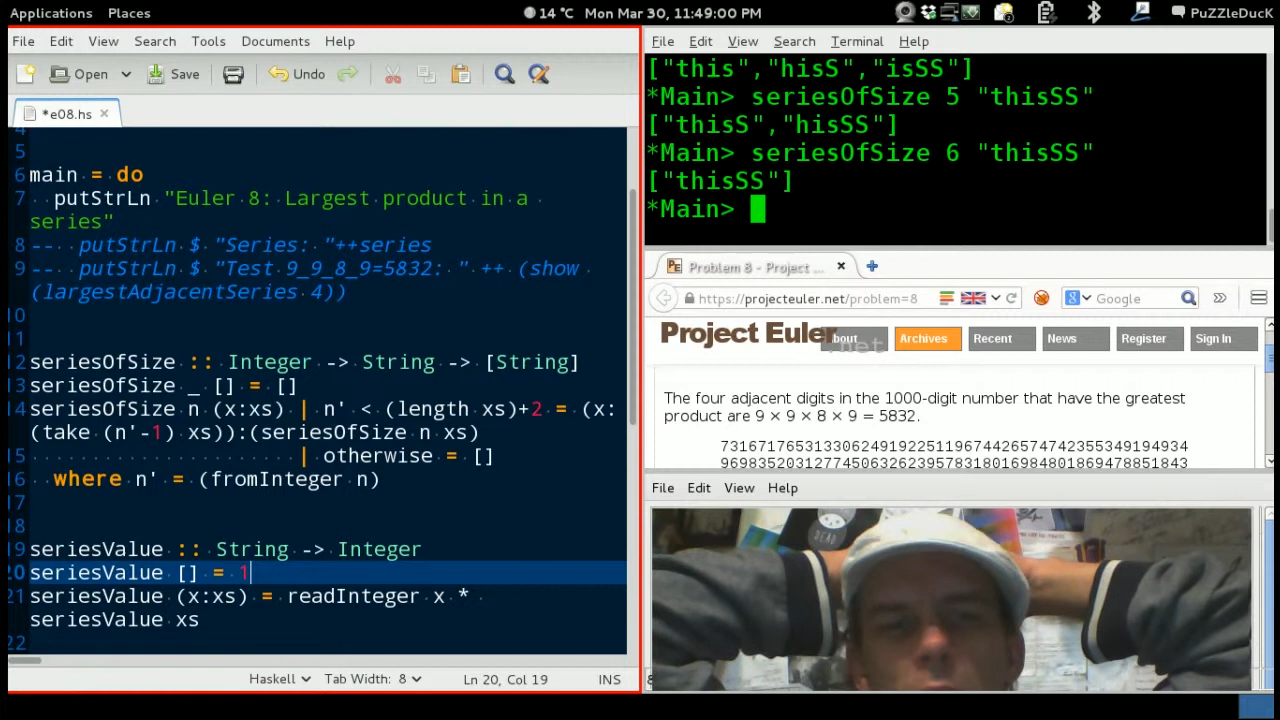 Applications Places
14 °C Mon Mar 30, 11:49:00 PM
PuZZleDucK
File Edit View Search Tools Documents Help
Open Save Undo
*e08.hs
4
5
6 main = do
7 putStrLn "Euler 8: Largest product in a
series"
8 -- putStrLn $ "Series: "++series
9 -- putStrLn $ "Test 9_9_8_9=5832: " ++ (show
(largestAdjacentSeries 4))
10
11
12 seriesOfSize :: Integer -> String -> [String]
13 seriesOfSize _ [] = []
14 seriesOfSize n (x:xs) | n' < (length xs)+2 = (x:
(take (n'-1) xs)):(seriesOfSize n xs)
15 | otherwise = []
16 where n' = (fromInteger n)
17
18
19 seriesValue :: String -> Integer
20 seriesValue [] = 1
21 seriesValue (x:xs) = readInteger x *
seriesValue xs
22
Haskell Tab Width: 8 Ln 20, Col 19 INS
File Edit View Search Terminal Help
["this","hisS","isSS"]
*Main> seriesOfSize 5 "thisSS"
["thisS","hisSS"]
*Main> seriesOfSize 6 "thisSS"
["thisSS"]
*Main>
Problem 8 - Project ...
https://projecteuler.net/problem=8
Google
Project Euler .net
About Archives Recent News Register Sign In
The four adjacent digits in the 1000-digit number that have the greatest
product are 9 × 9 × 8 × 9 = 5832.
73167176531330624919225119674426574742355349194934
96983520312774506326239578318016984801869478851843
File Edit View Help
DEAD